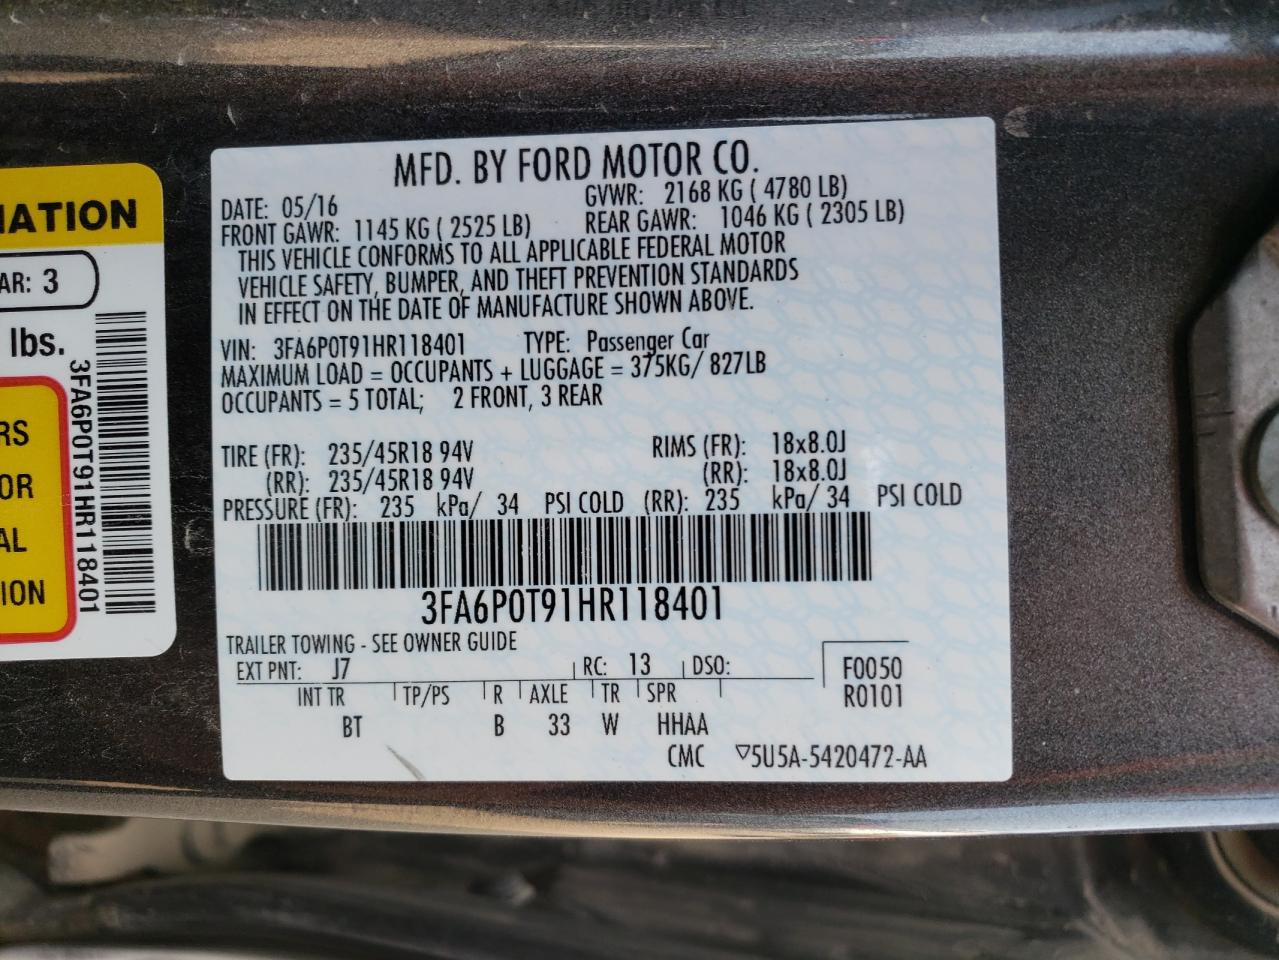 MFD. BY FORD MOTOR CO.
DATE: 05/16 GVWR: 2168 KG ( 4780 LB)
FRONT GAWR: 1145 KG ( 2525 LB) REAR GAWR: 1046 KG ( 2305 LB)
THIS VEHICLE CONFORMS TO ALL APPLICABLE FEDERAL MOTOR
VEHICLE SAFETY, BUMPER, AND THEFT PREVENTION STANDARDS
IN EFFECT ON THE DATE OF MANUFACTURE SHOWN ABOVE.
VIN: 3FA6P0T91HR118401 TYPE: Passenger Car
MAXIMUM LOAD = OCCUPANTS + LUGGAGE = 375KG/ 827LB
OCCUPANTS = 5 TOTAL; 2 FRONT, 3 REAR
TIRE (FR): 235/45R18 94V RIMS (FR): 18x8.0J
(RR): 235/45R18 94V (RR): 18x8.0J
PRESSURE (FR): 235 kPa/ 34 PSI COLD (RR): 235 kPa/ 34 PSI COLD
3FA6P0T91HR118401
TRAILER TOWING - SEE OWNER GUIDE
EXT PNT: J7 RC: 13 DSO: F0050
R0101
INT TR TP/PS R AXLE TR SPR
BT B 33 W HHAA
CMC ▽5U5A-5420472-AA
MATION
AR: 3
lbs.
RS
OR
AL
ION
3FA6P0T91HR118401